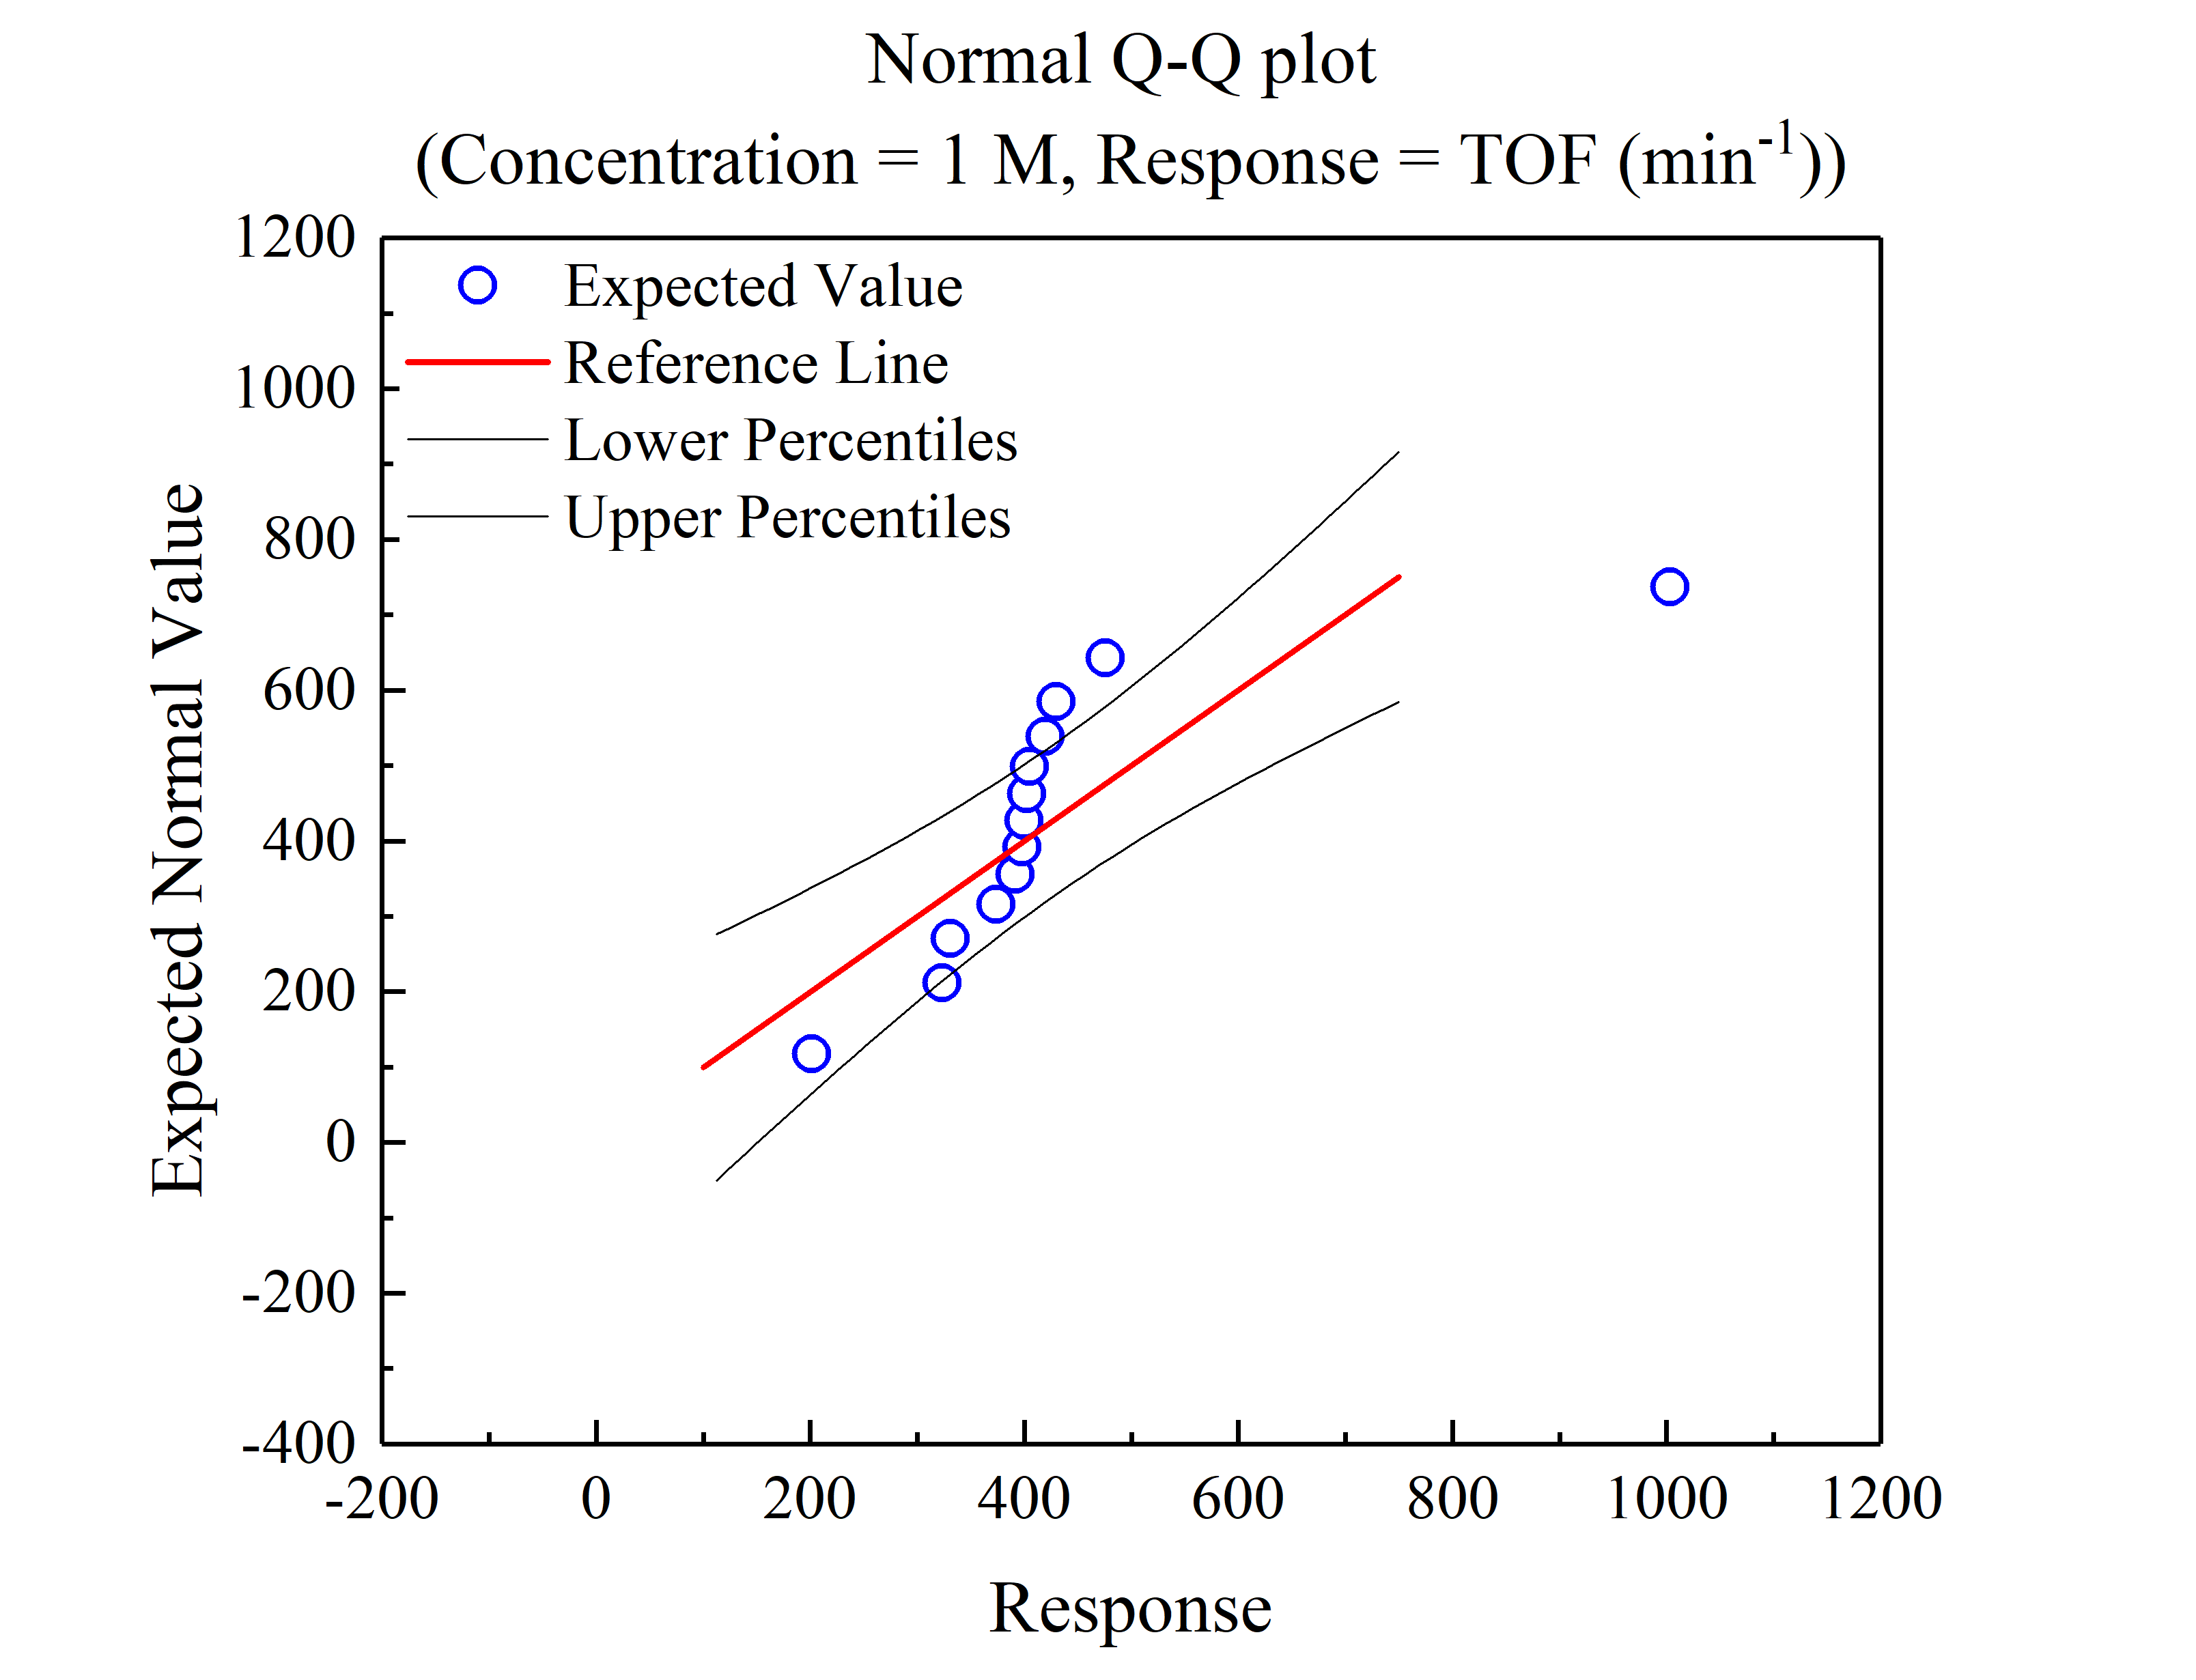 Normal Q-Q plot
(Concentration = 1 M, Response = TOF (min⁻¹))
1200
1000
800
600
400
200
0
-200
-400
Expected Value
Reference Line
Lower Percentiles
Upper Percentiles
Expected Normal Value
-200 0 200 400 600 800 1000 1200
Response